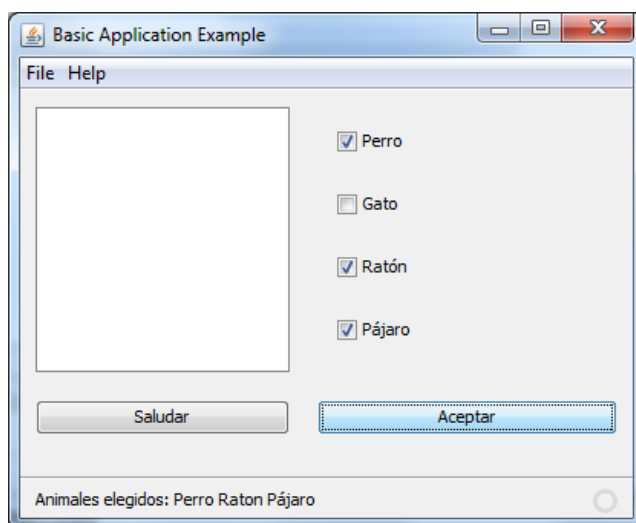 Basic Application Example
File Help
Perro
Gato
Ratón
Pájaro
Saludar
Aceptar
Animales elegidos: Perro Raton Pájaro